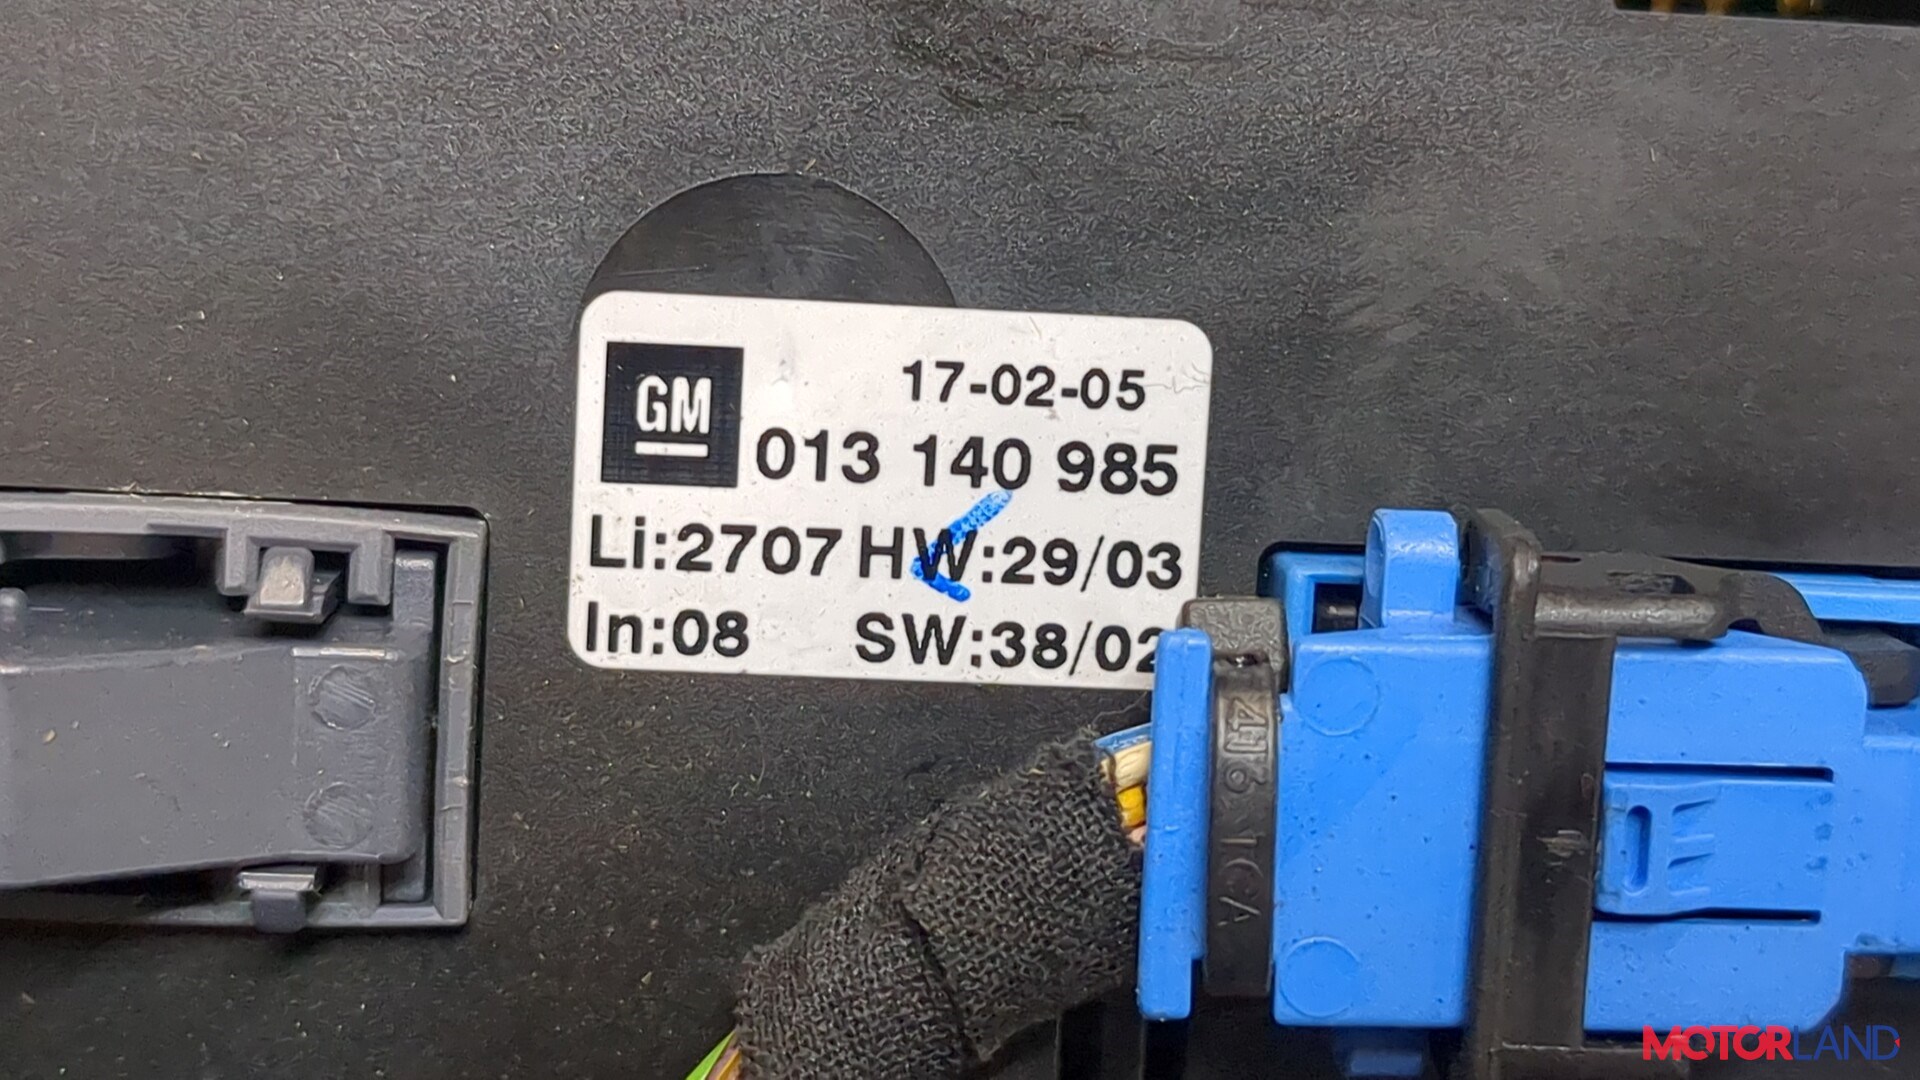 GM
17-02-05
013 140 985
Li:2707 HW:29/03
In:08 SW:38/02
MOTORLAND